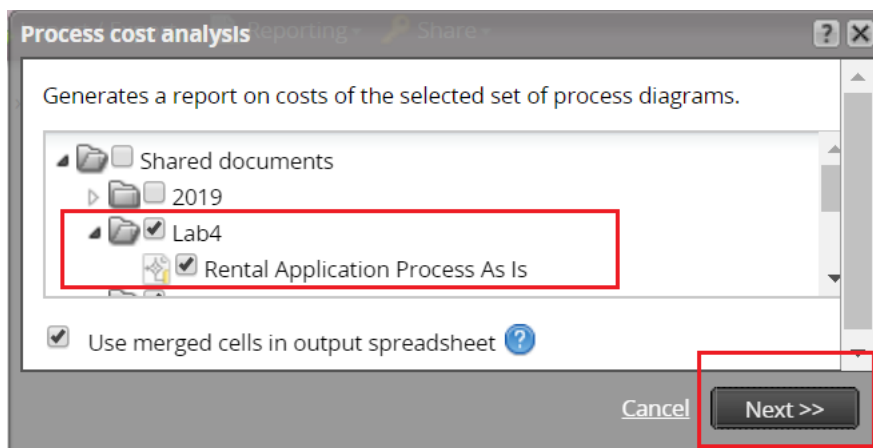 Process cost analysis Reporting Share
Generates a report on costs of the selected set of process diagrams.
Shared documents
2019
Lab4
Rental Application Process As Is
Use merged cells in output spreadsheet ?
Cancel Next >>